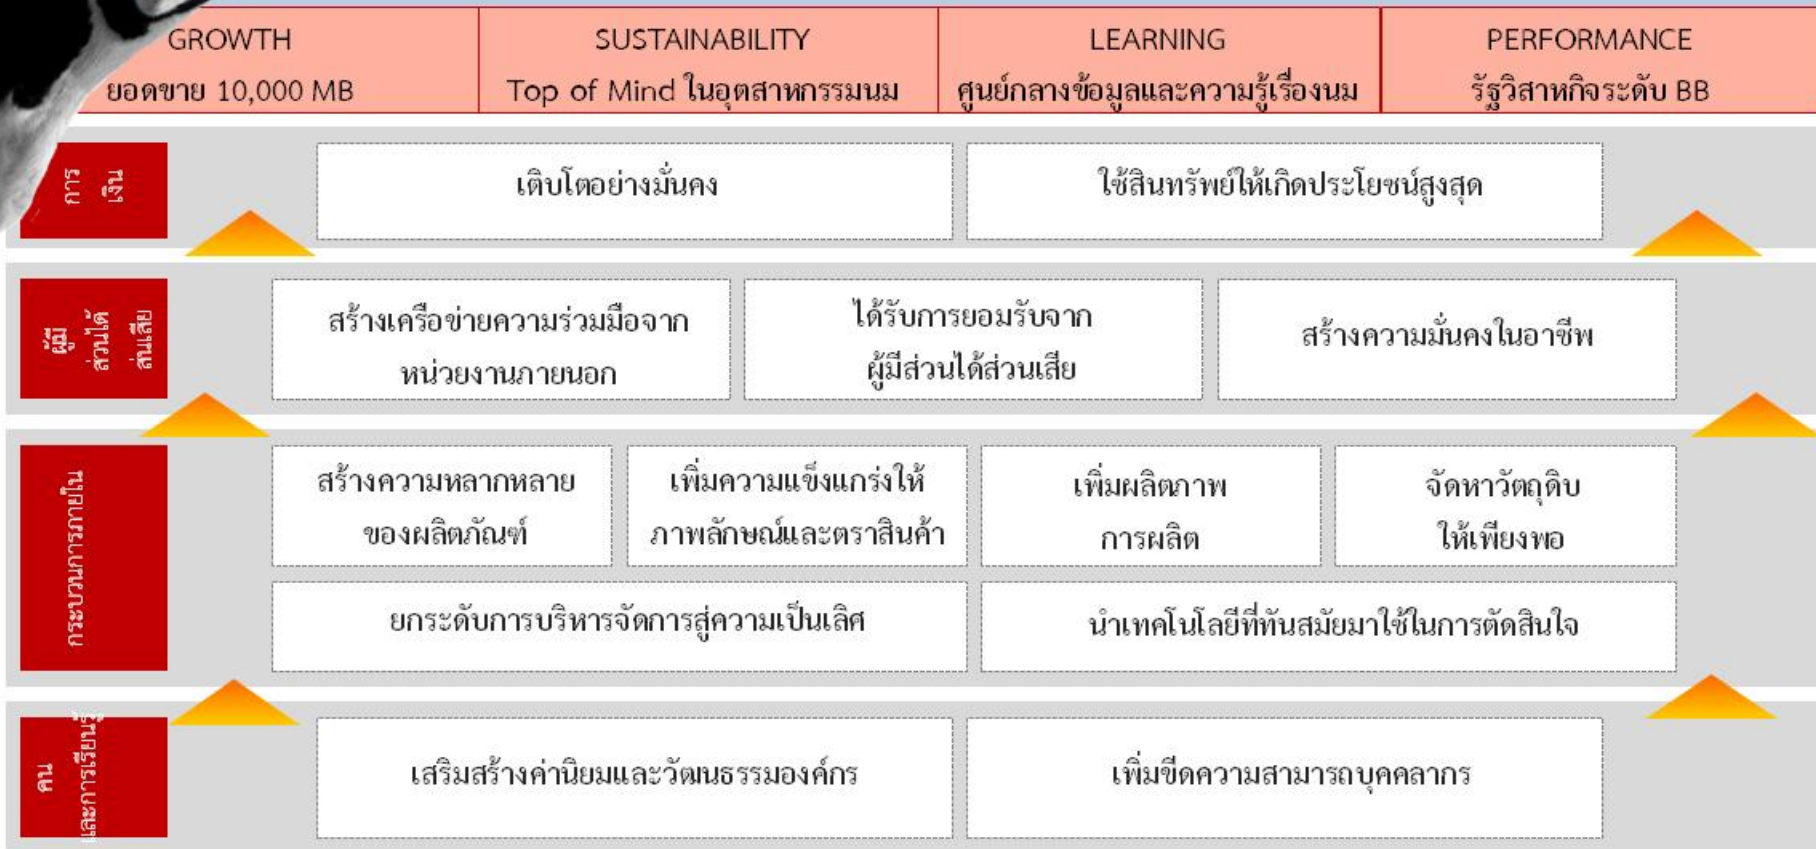 GROWTH
ยอดขาย 10,000 MB
SUSTAINABILITY
Top of Mind ในอุตสาหกรรมนม
LEARNING
ศูนย์กลางข้อมูลและความรู้เรื่องนม
PERFORMANCE
รัฐวิสาหกิจระดับ BB
การ
เงิน
เติบโตอย่างมั่นคง
ใช้สินทรัพย์ให้เกิดประโยชน์สูงสุด
ผู้มี
ส่วนได้
ส่นเสีย
สร้างเครือข่ายความร่วมมือจาก
หน่วยงานภายนอก
ได้รับการยอมรับจาก
ผู้มีส่วนได้ส่วนเสีย
สร้างความมั่นคงในอาชีพ
กระบวนการภายใน
สร้างความหลากหลาย
ของผลิตภัณฑ์
เพิ่มความแข็งแกร่งให้
ภาพลักษณ์และตราสินค้า
เพิ่มผลิตภาพ
การผลิต
จัดหาวัตถุดิบ
ให้เพียงพอ
ยกระดับการบริหารจัดการสู่ความเป็นเลิศ
นำเทคโนโลยีที่ทันสมัยมาใช้ในการตัดสินใจ
คน
และการเรียนรู้
เสริมสร้างค่านิยมและวัฒนธรรมองค์กร
เพิ่มขีดความสามารถบุคคลากร